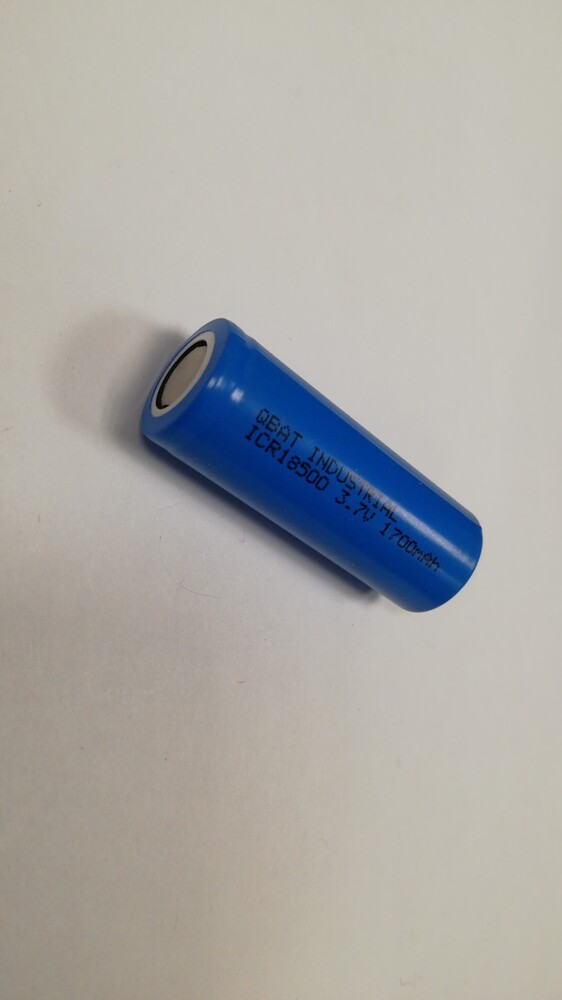 QBAT INDUSTRIAL
ICR18500 3.7V 1700mAh